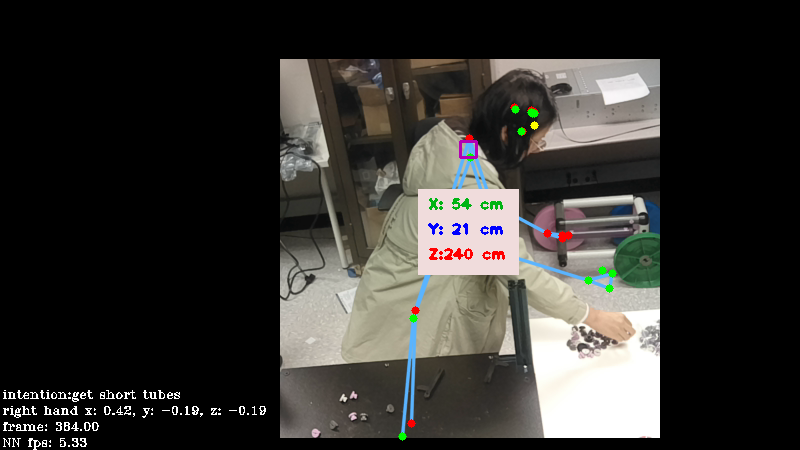 X: 54 cm
Y: 21 cm
Z:240 cm
intention:get short tubes
right hand x: 0.42, y: −0.19, z: −0.19
frame: 384.00
NN fps: 5.33